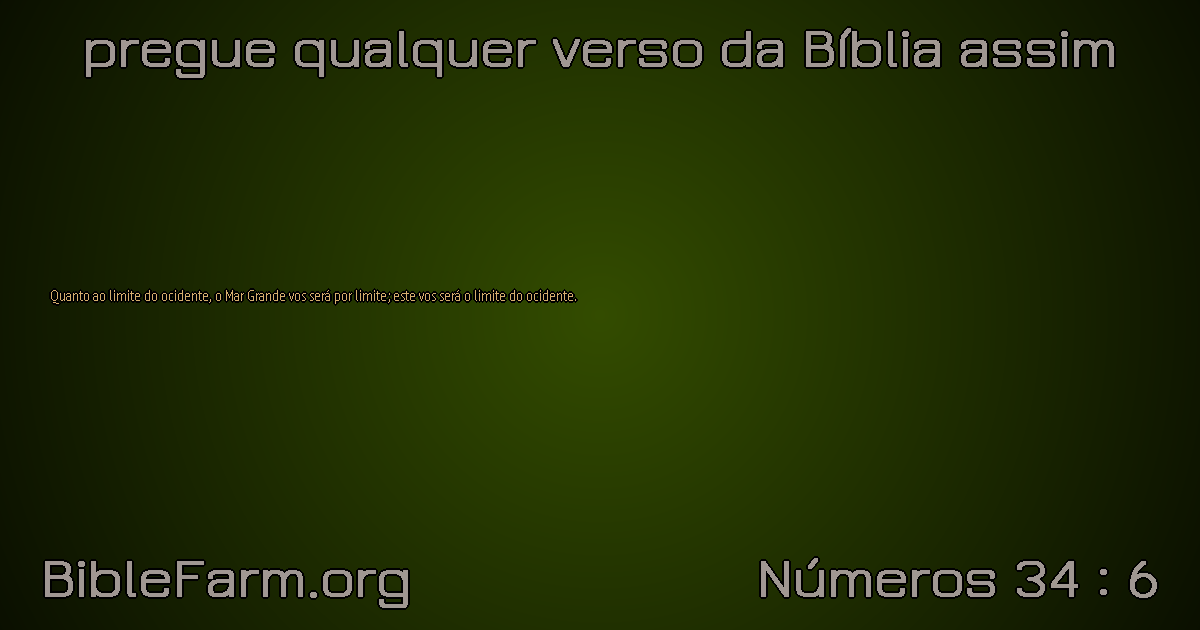 pregue qualquer verso da Bíblia assim
Quanto ao limite do ocidente, o Mar Grande vos será por limite; este vos será o limite do ocidente.
BibleFarm.org
Números 34 : 6